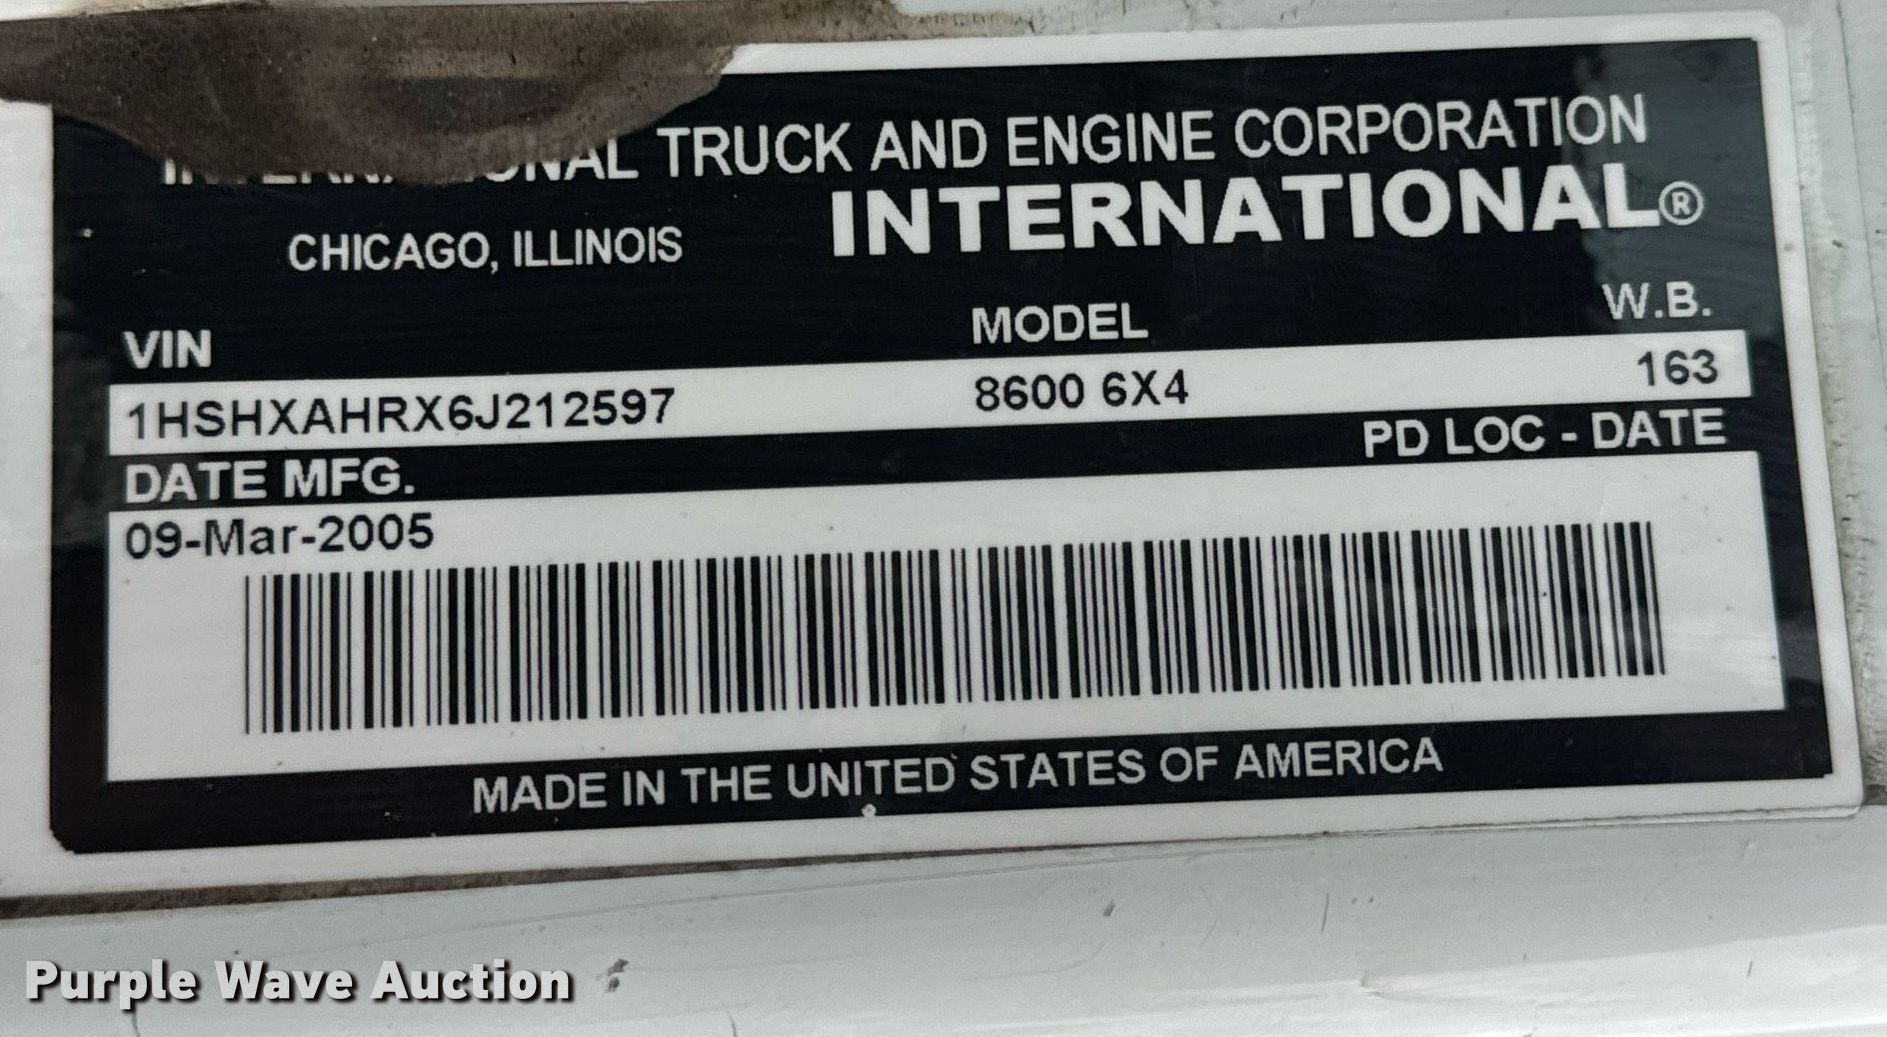 TRUCK AND ENGINE CORPORATION
CHICAGO, ILLINOIS
INTERNATIONAL®
VIN MODEL W.B.
1HSHXAHRX6J212597 8600 6X4 163
DATE MFG. PD LOC - DATE
09-Mar-2005
MADE IN THE UNITED STATES OF AMERICA
Purple Wave Auction